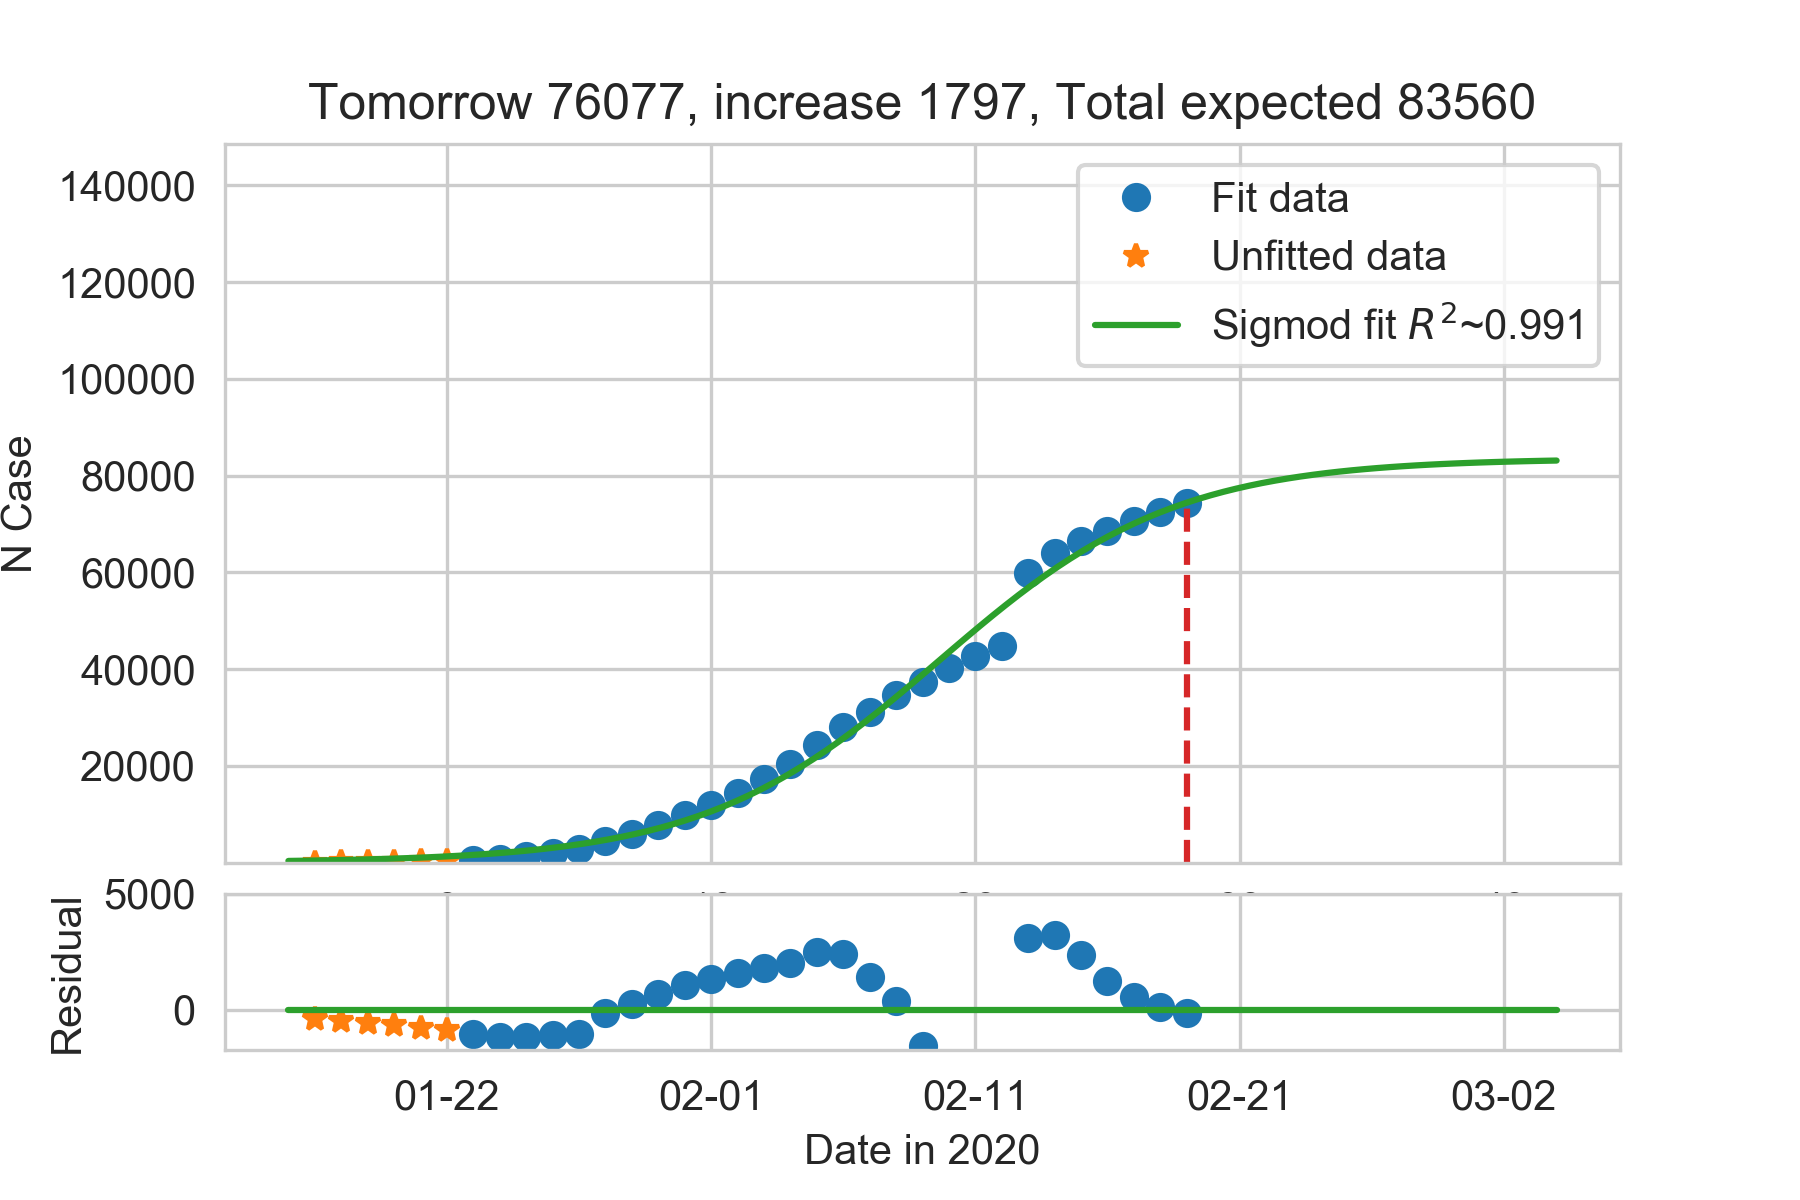 Tomorrow 76077, increase 1797, Total expected 83560
140000
120000
100000
80000
60000
40000
20000
N Case
Fit data
Unfitted data
Sigmod fit R²~0.991
5000
0
Residual
01-22
02-01
02-11
02-21
03-02
Date in 2020